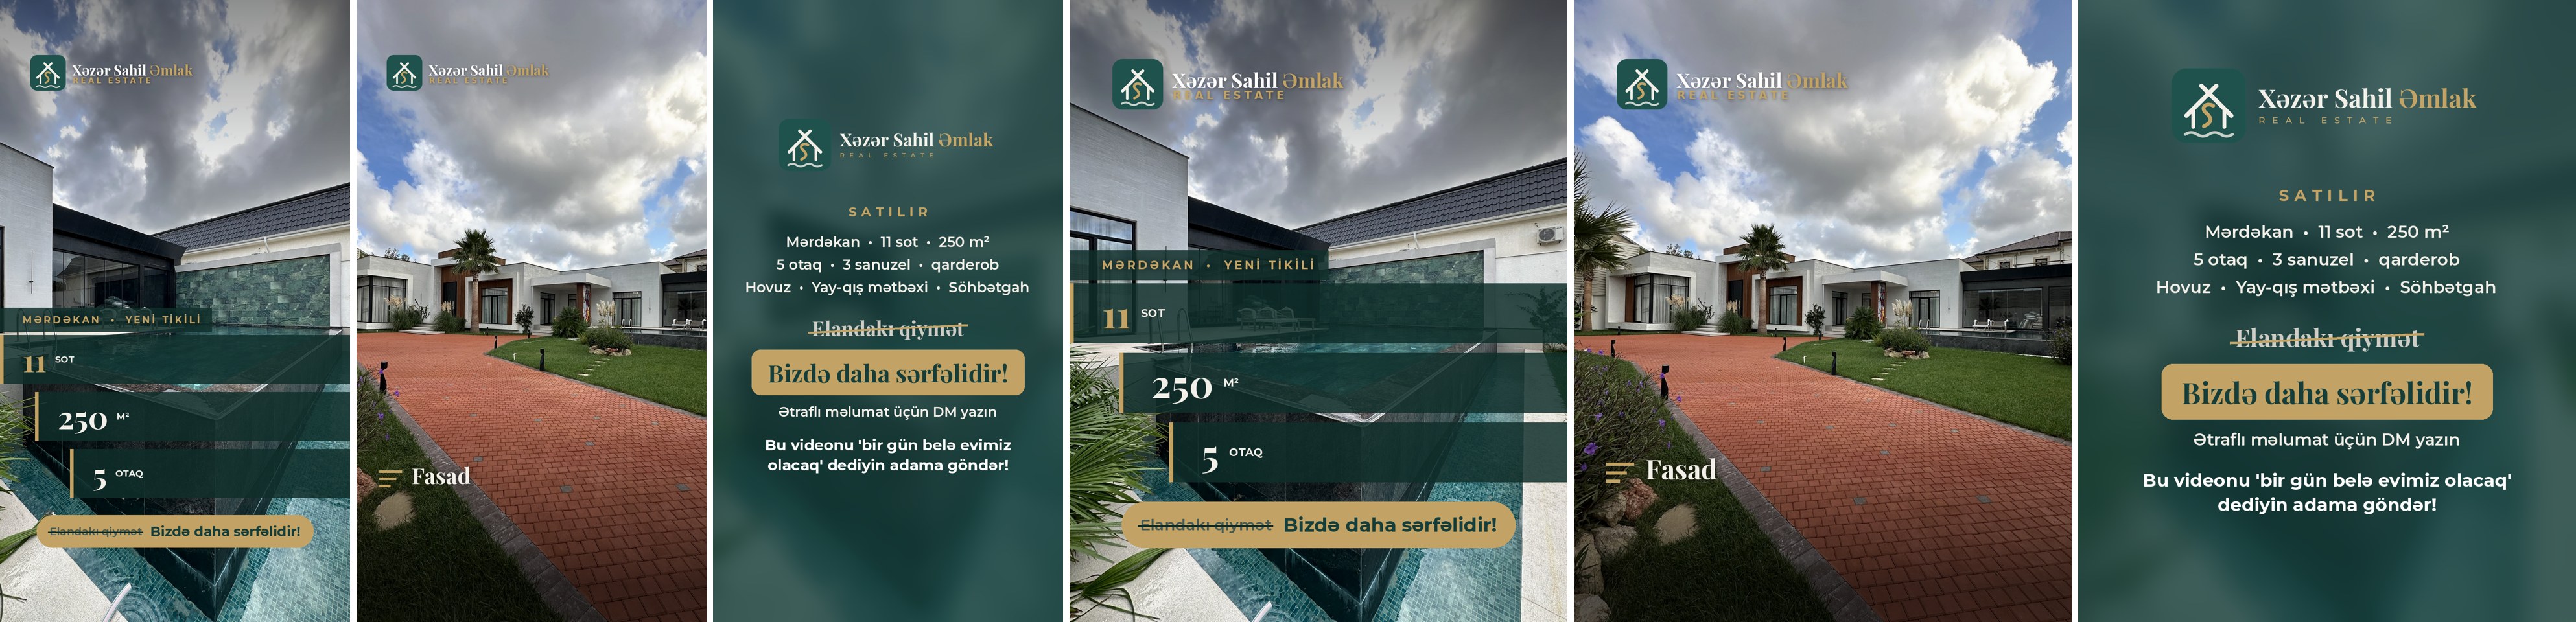 Xəzər Sahil Əmlak
REAL ESTATE
MƏRDƏKAN • YENİ TİKİLİ
11 SOT
250 M²
5 OTAQ
Elandakı qiymət Bizdə daha sərfəlidir!
Xəzər Sahil Əmlak
REAL ESTATE
Fasad
Xəzər Sahil Əmlak
REAL ESTATE
SATILIR
Mərdəkan • 11 sot • 250 m²
5 otaq • 3 sanuzel • qarderob
Hovuz • Yay-qış mətbəxi • Söhbətgah
Elandakı qiymət
Bizdə daha sərfəlidir!
Ətraflı məlumat üçün DM yazın
Bu videonu 'bir gün belə evimiz
olacaq' dediyin adama göndər!
Xəzər Sahil Əmlak
REAL ESTATE
MƏRDƏKAN • YENİ TİKİLİ
11 SOT
250 M²
5 OTAQ
Elandakı qiymət Bizdə daha sərfəlidir!
Xəzər Sahil Əmlak
REAL ESTATE
Fasad
Xəzər Sahil Əmlak
REAL ESTATE
SATILIR
Mərdəkan • 11 sot • 250 m²
5 otaq • 3 sanuzel • qarderob
Hovuz • Yay-qış mətbəxi • Söhbətgah
Elandakı qiymət
Bizdə daha sərfəlidir!
Ətraflı məlumat üçün DM yazın
Bu videonu 'bir gün belə evimiz olacaq'
dediyin adama göndər!